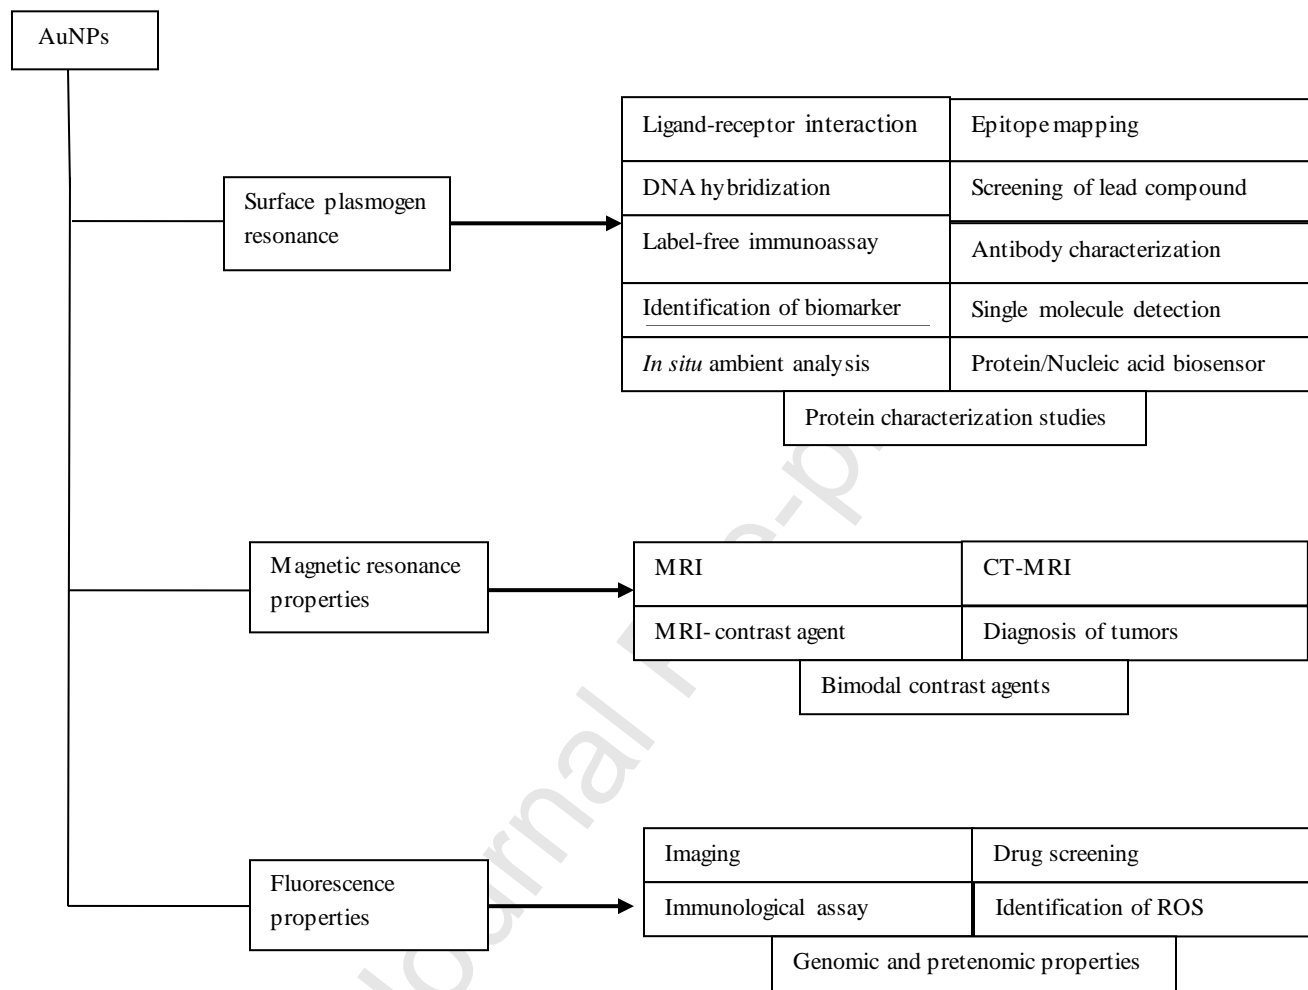 AuNPs
Surface plasmogen
resonance
Ligand-receptor interaction
Epitope mapping
DNA hybridization
Screening of lead compound
Label-free immunoassay
Antibody characterization
Identification of biomarker
Single molecule detection
In situ ambient analysis
Protein/Nucleic acid biosensor
Protein characterization studies
Magnetic resonance
properties
MRI
CT-MRI
MRI- contrast agent
Diagnosis of tumors
Bimodal contrast agents
Fluorescence
properties
Imaging
Drug screening
Immunological assay
Identification of ROS
Genomic and pretenomic properties